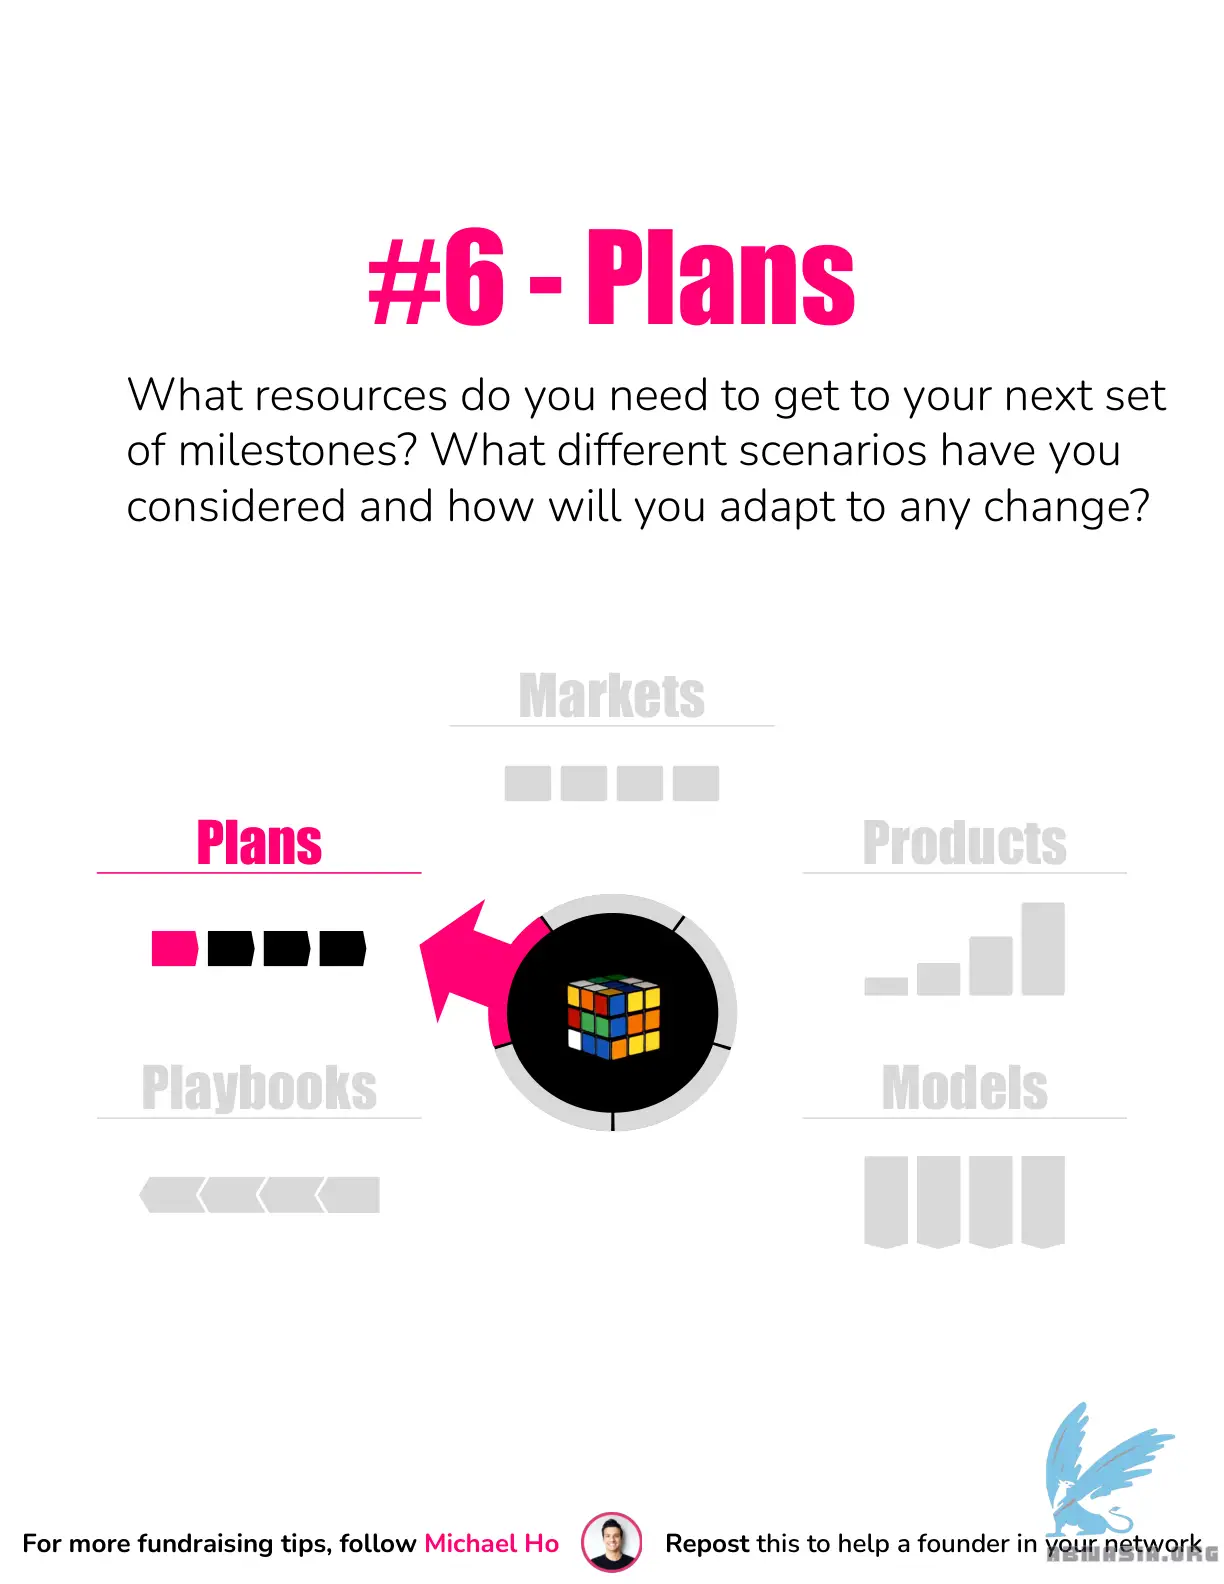 #6 - Plans
What resources do you need to get to your next set
of milestones? What different scenarios have you
considered and how will you adapt to any change?
Markets
Plans
Products
Playbooks
Models
For more fundraising tips, follow Michael Ho
Repost this to help a founder in your network
ABMASIA.ORG